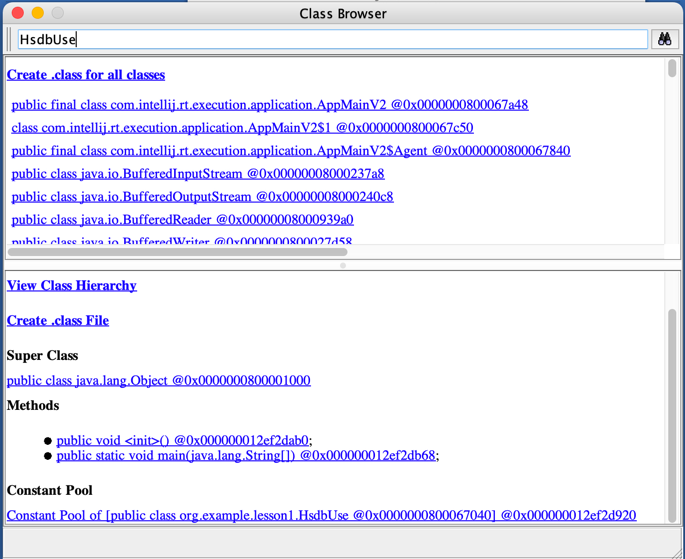 Class Browser
HsdbUse
Create .class for all classes
public final class com.intellij.rt.execution.application.AppMainV2 @0x0000000800067a48
class com.intellij.rt.execution.application.AppMainV2$1 @0x0000000800067c50
public final class com.intellij.rt.execution.application.AppMainV2$Agent @0x0000000800067840
public class java.io.BufferedInputStream @0x00000008000237a8
public class java.io.BufferedOutputStream @0x00000008000240c8
public class java.io.BufferedReader @0x00000008000939a0
public class java.io.BufferedWriter @0x0000000800027d58
View Class Hierarchy
Create .class File
Super Class
public class java.lang.Object @0x0000000800001000
Methods
● public void <init>() @0x000000012ef2dab0;
● public static void main(java.lang.String[]) @0x000000012ef2db68;
Constant Pool
Constant Pool of [public class org.example.lesson1.HsdbUse @0x0000000800067040] @0x000000012ef2d920